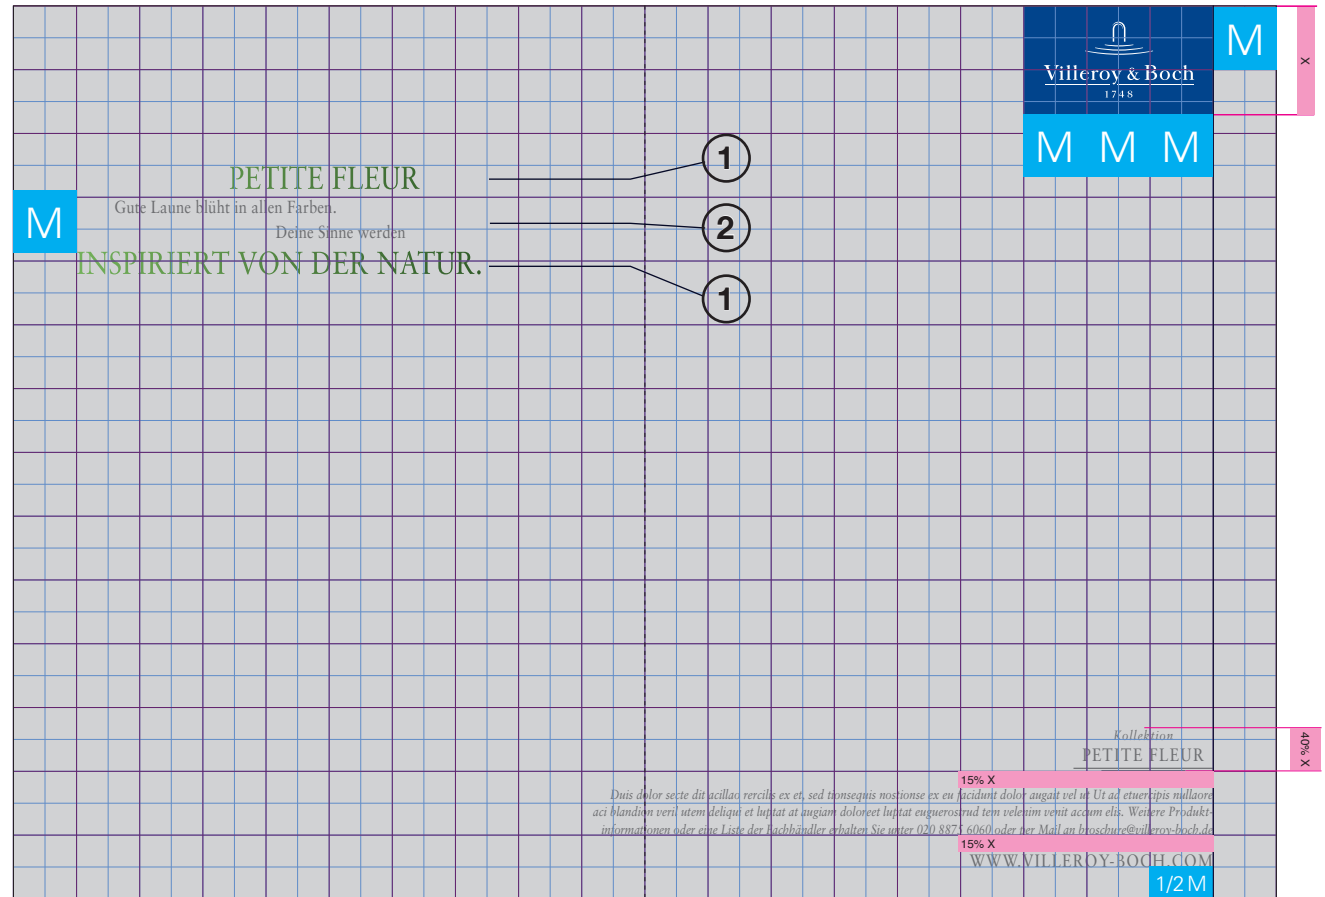 M
X
Villeroy & Boch
1748
M M M
1
PETITE FLEUR
M
Gute Laune blüht in allen Farben.
2
Deine Sinne werden
INSPIRIERT VON DER NATUR.
1
Kollektion
40% X
PETITE FLEUR
15% X
Duis dolor secte dit acillao rercilis ex et, sed tionsequis nostionse ex eu facidunt dolor augait vel ut Ut ad etuercipis nullaore
aci blandion veril utem deliqui et luptat at augiam doloreet luptat euguerostrud tem velenim venit accum elis. Weitere Produkt-
informationen oder eine Liste der Fachhändler erhalten Sie unter 020 8875 6060 oder per Mail an broschure@villeroy-boch.de
15% X
WWW.VILLEROY-BOCH.COM
1/2 M